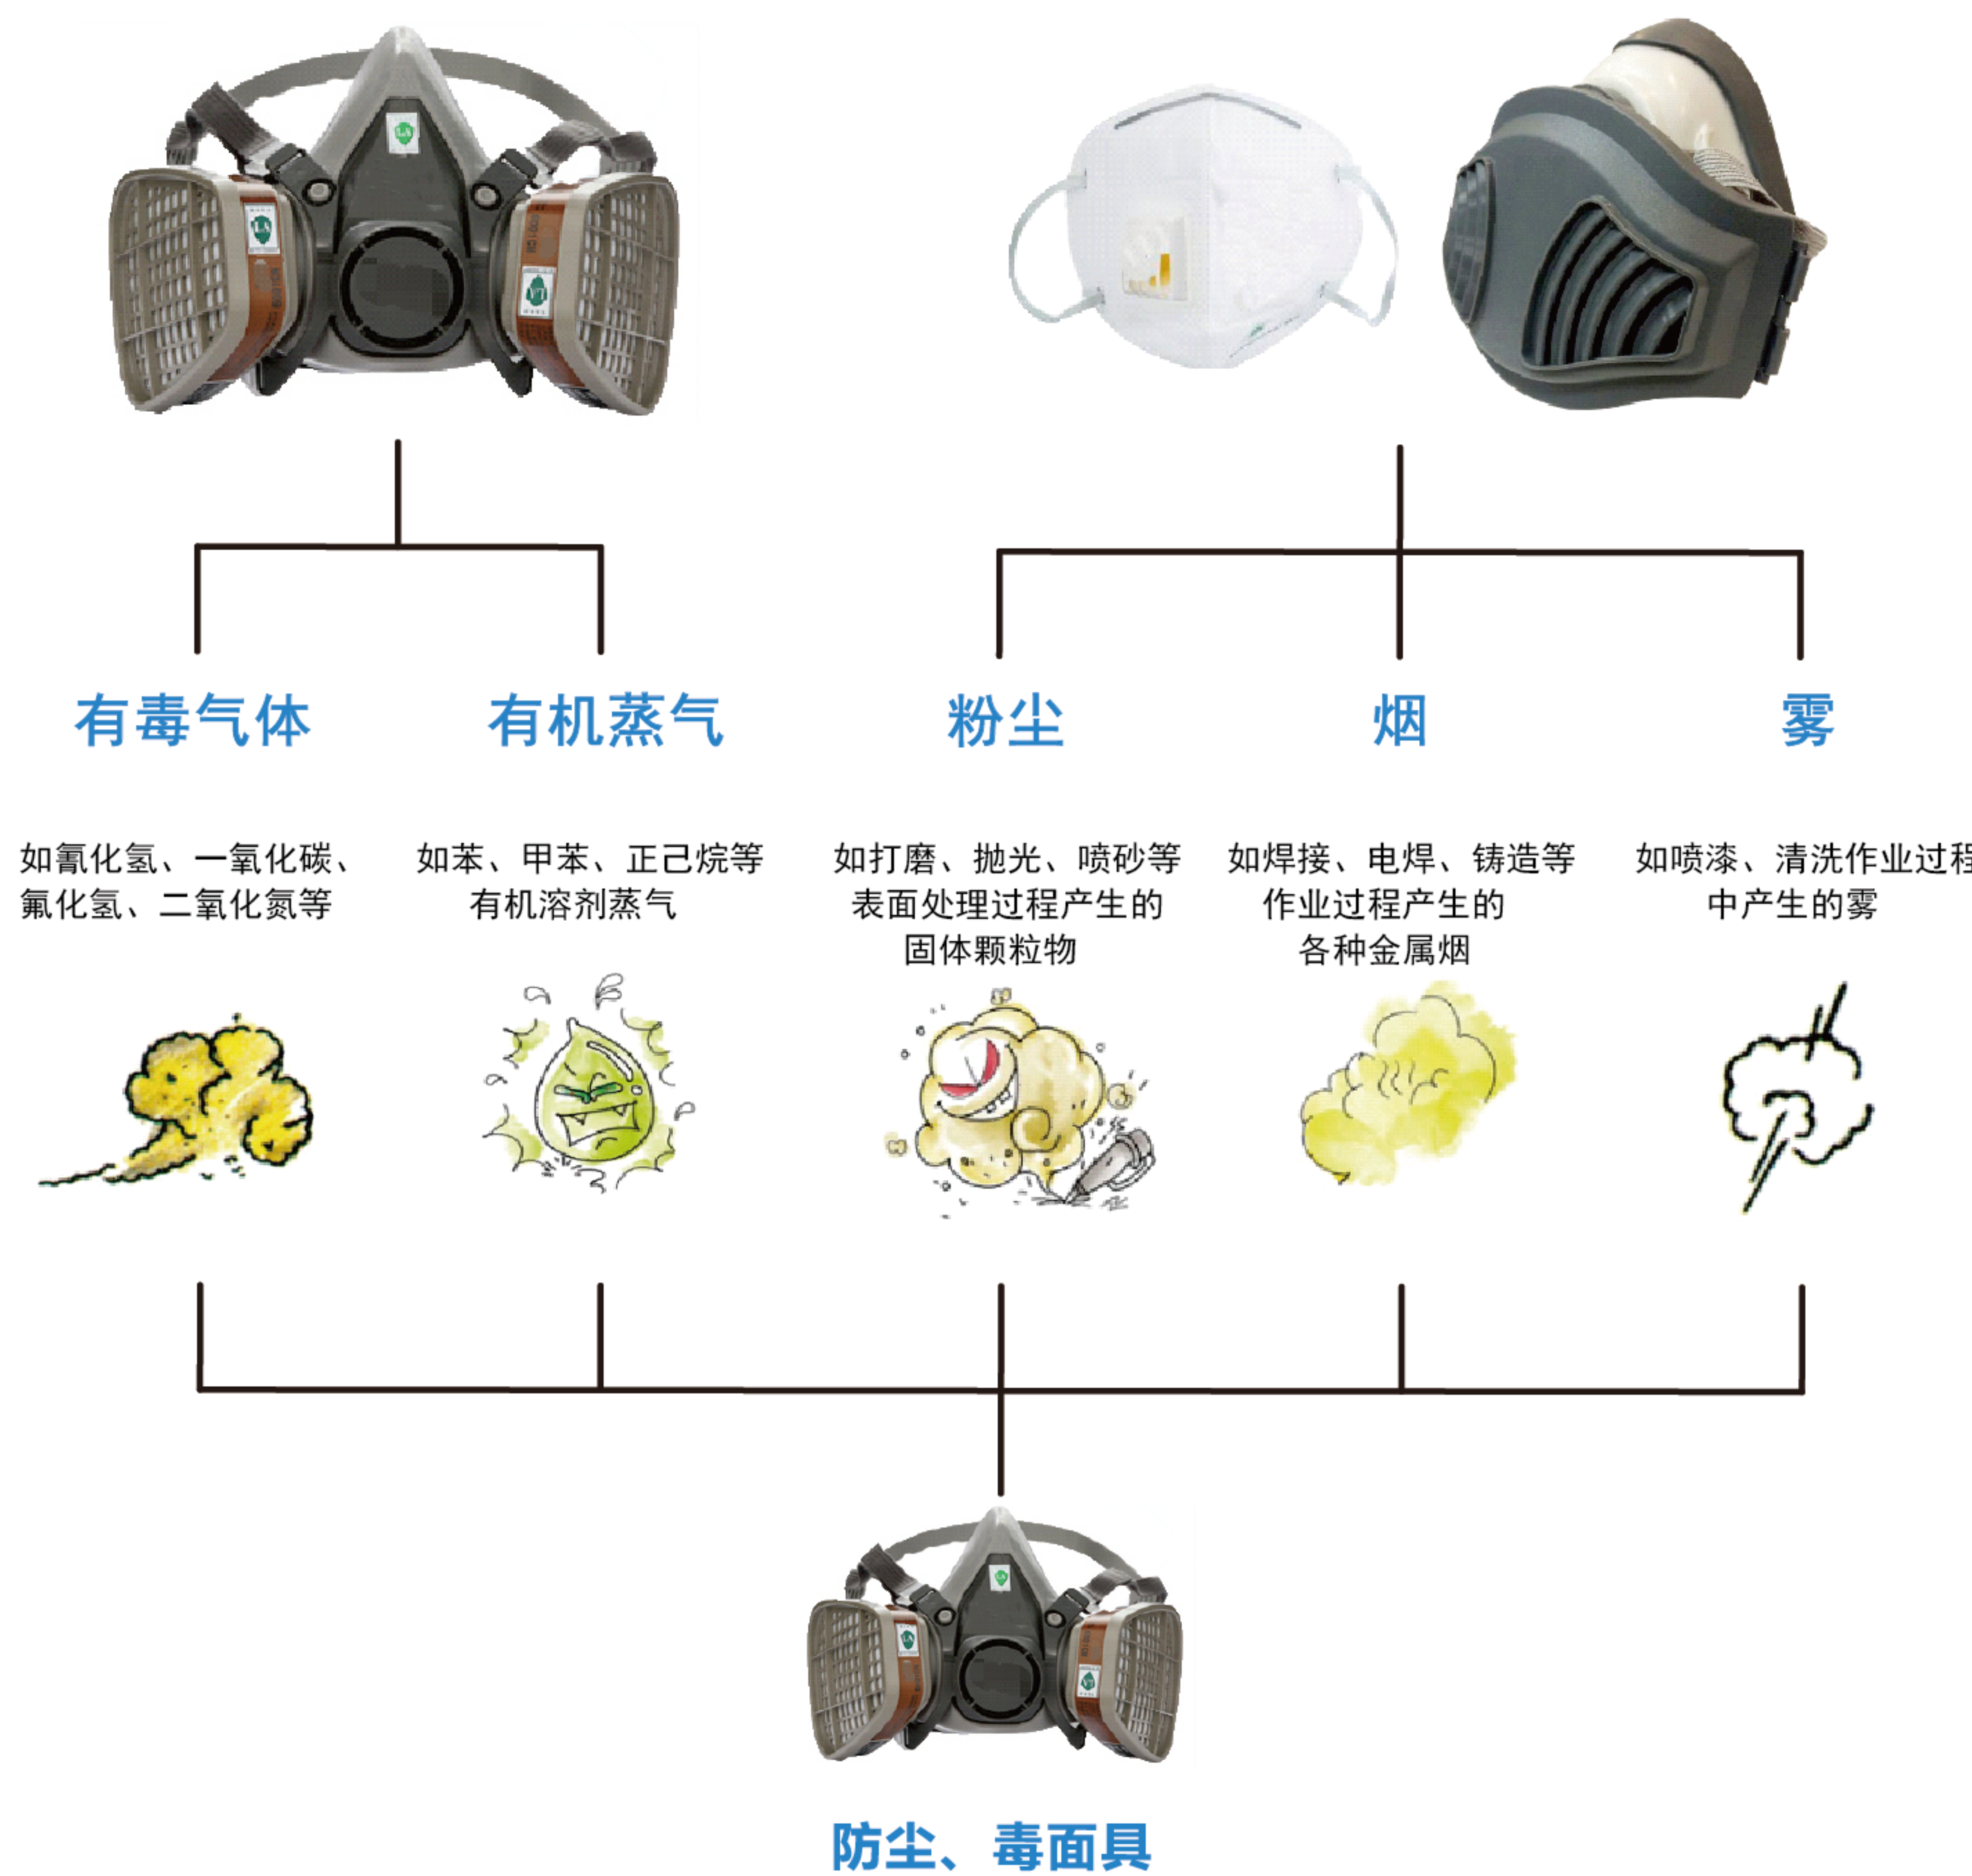 有毒气体
有机蒸气
粉尘
烟
雾
如氰化氢、一氧化碳、
氟化氢、二氧化氮等
如苯、甲苯、正己烷等
有机溶剂蒸气
如打磨、抛光、喷砂等
表面处理过程产生的
固体颗粒物
如焊接、电焊、铸造等
作业过程产生的
各种金属烟
如喷漆、清洗作业过程
中产生的雾
防尘、毒面具